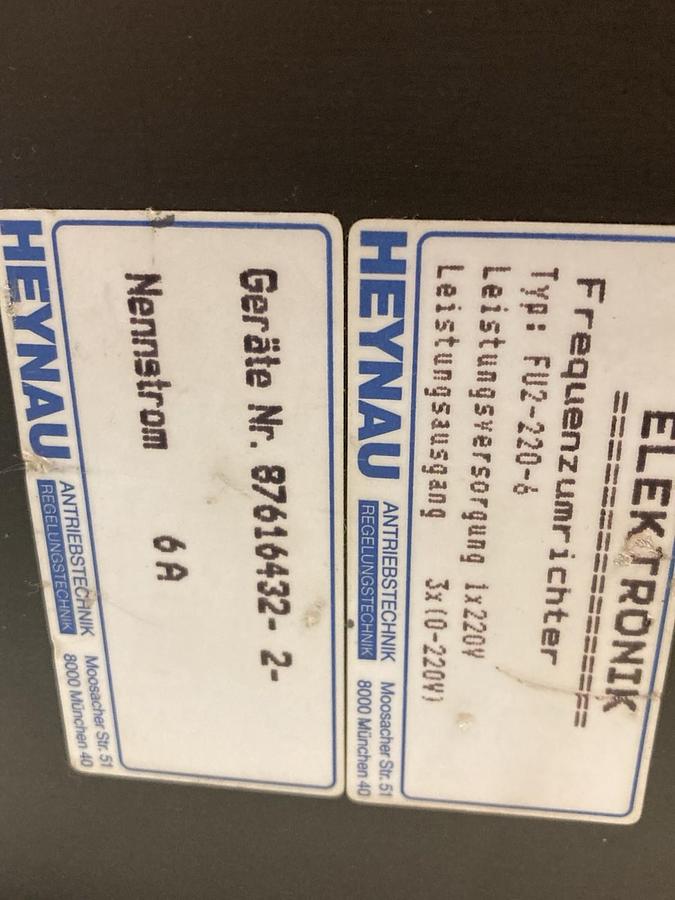 ELEKTRONIK
================
Frequenzumrichter
Typ: FU2-220-6
Leistungsversorgung 1x220V
Leistungsausgang 3x(0-220V)
HEYNAU ANTRIEBSTECHNIK Moosacher Str. 51
REGELUNGSTECHNIK 8000 München 40
Geräte Nr. 87616432- 2-
Nennstrom 6 A
HEYNAU ANTRIEBSTECHNIK Moosacher Str. 51
REGELUNGSTECHNIK 8000 München 40